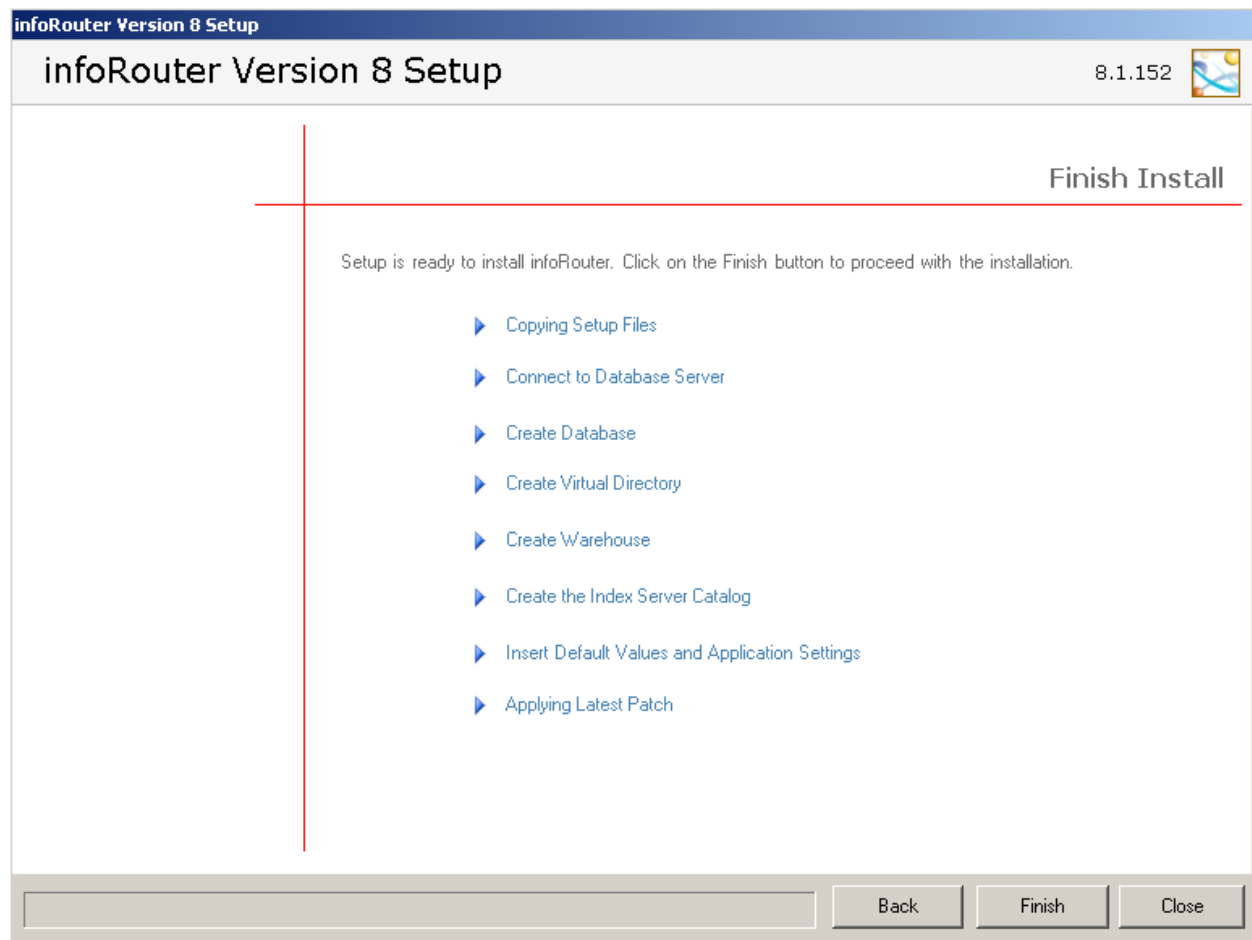 infoRouter Version 8 Setup
infoRouter Version 8 Setup
8.1.152
Finish Install
Setup is ready to install infoRouter. Click on the Finish button to proceed with the installation.
Copying Setup Files
Connect to Database Server
Create Database
Create Virtual Directory
Create Warehouse
Create the Index Server Catalog
Insert Default Values and Application Settings
Applying Latest Patch
Back
Finish
Close